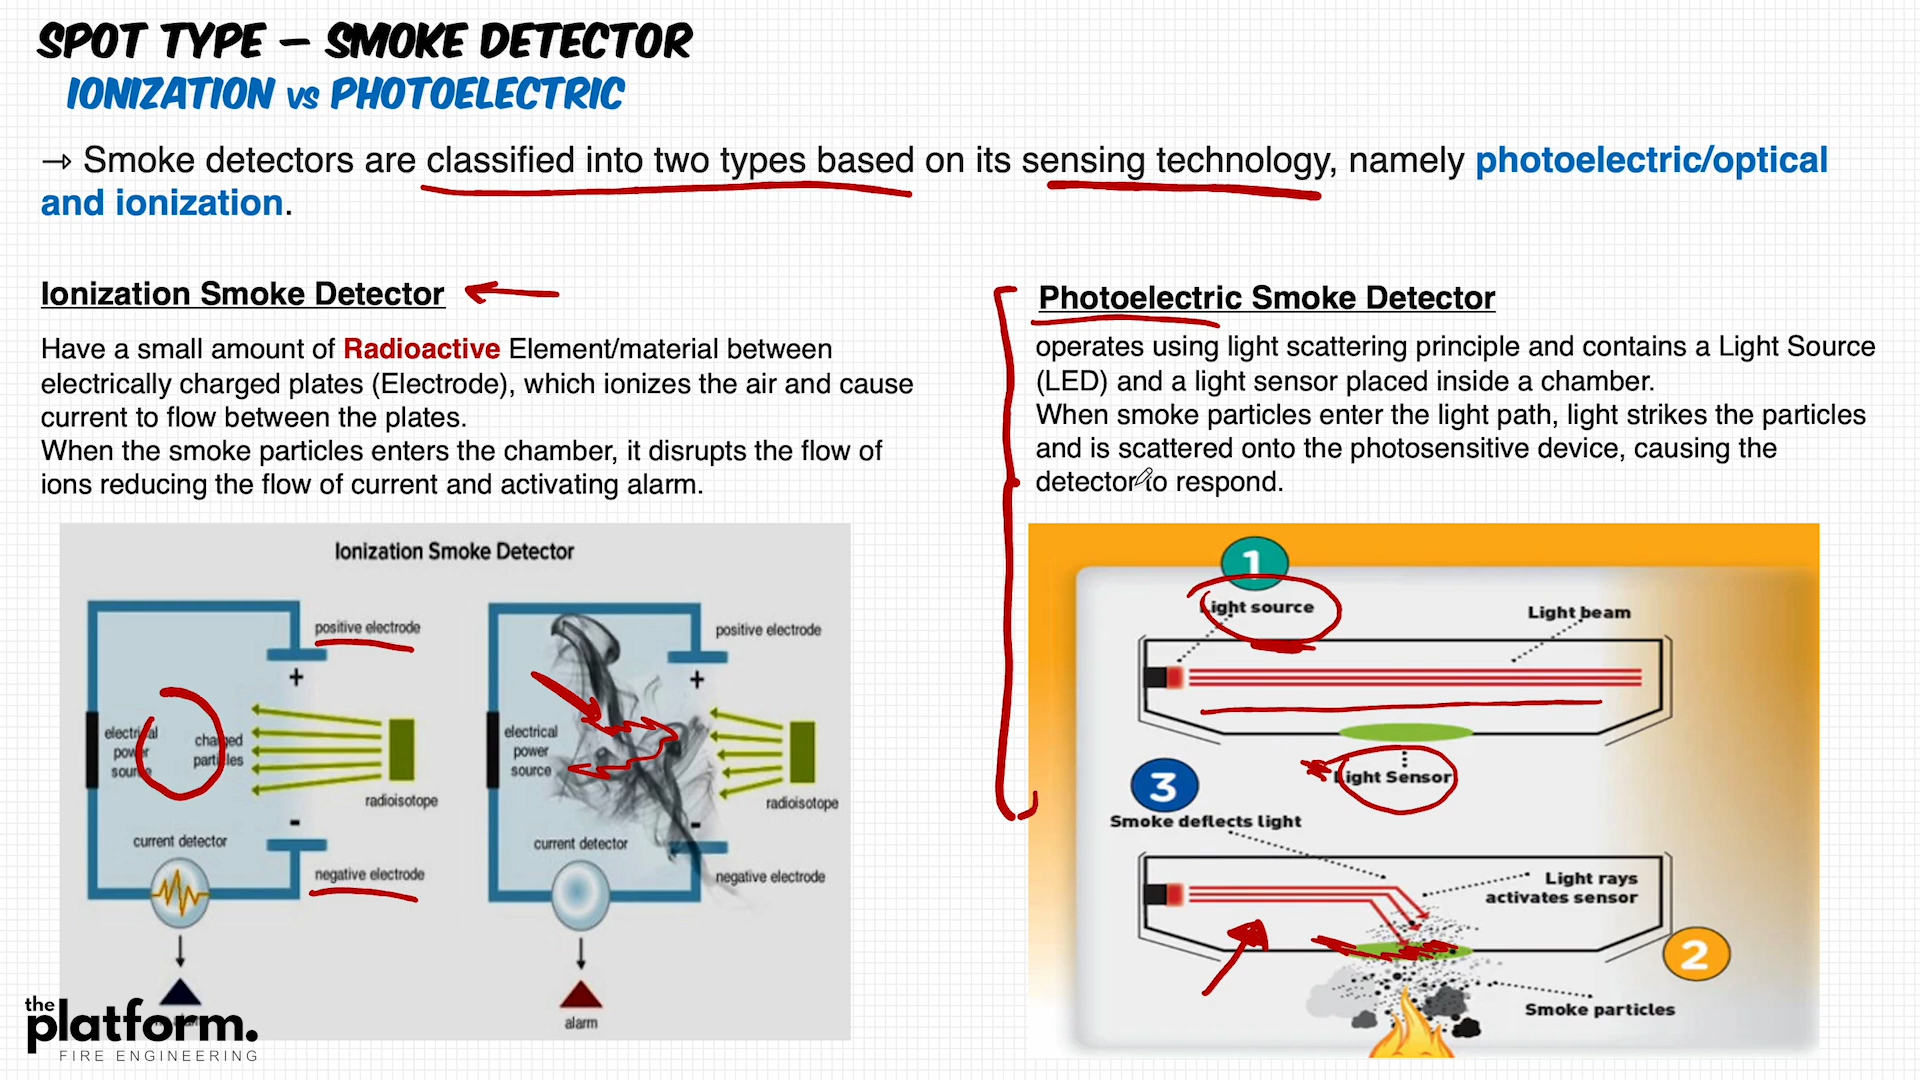 SPOT TYPE – SMOKE DETECTOR
IONIZATION vs PHOTOELECTRIC
→ Smoke detectors are classified into two types based on its sensing technology, namely photoelectric/optical
and ionization.
Ionization Smoke Detector
Have a small amount of Radioactive Element/material between
electrically charged plates (Electrode), which ionizes the air and cause
current to flow between the plates.
When the smoke particles enters the chamber, it disrupts the flow of
ions reducing the flow of current and activating alarm.
Ionization Smoke Detector
positive electrode
+
electrical
power
source
charged
particles
radioisotope
-
current detector
negative electrode
positive electrode
+
electrical
power
source
radioisotope
-
current detector
negative electrode
alarm
the
platform.
FIRE ENGINEERING
Photoelectric Smoke Detector
operates using light scattering principle and contains a Light Source
(LED) and a light sensor placed inside a chamber.
When smoke particles enter the light path, light strikes the particles
and is scattered onto the photosensitive device, causing the
detector to respond.
1
Light source
Light beam
Light Sensor
3
Smoke deflects light
Light rays
activates sensor
2
Smoke particles